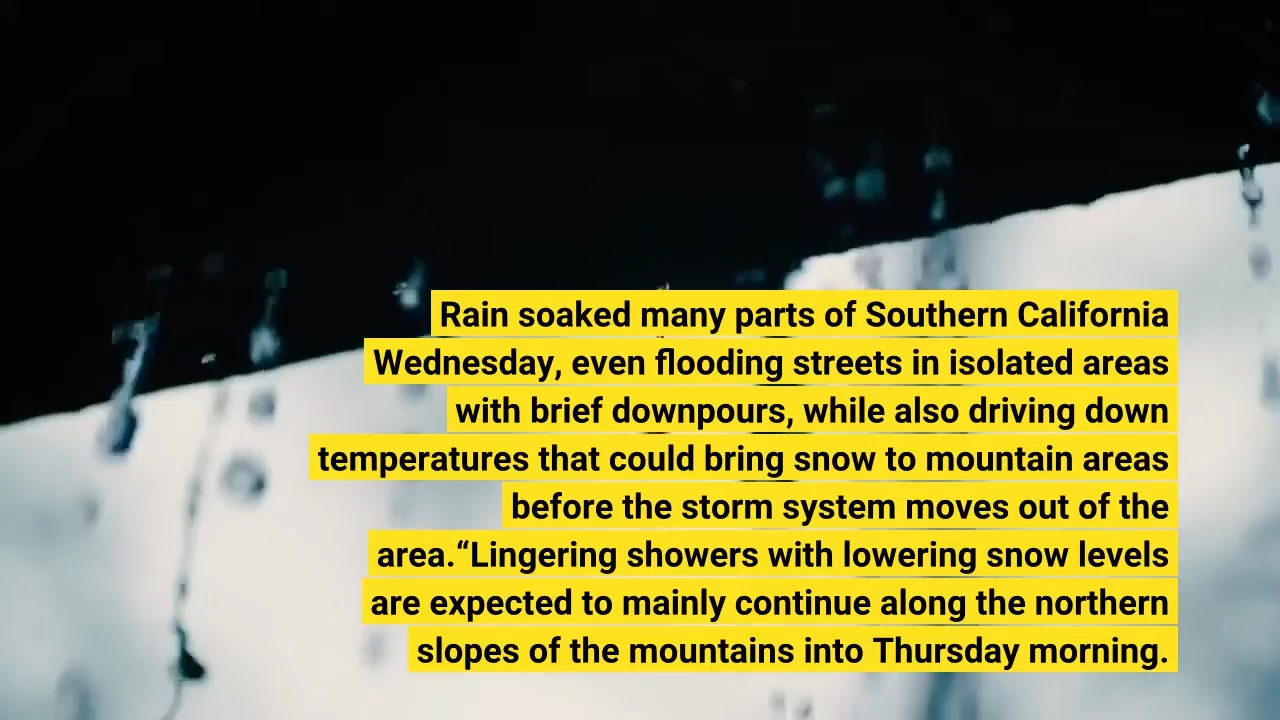 Rain soaked many parts of Southern California
Wednesday, even flooding streets in isolated areas
with brief downpours, while also driving down
temperatures that could bring snow to mountain areas
before the storm system moves out of the
area.“Lingering showers with lowering snow levels
are expected to mainly continue along the northern
slopes of the mountains into Thursday morning.